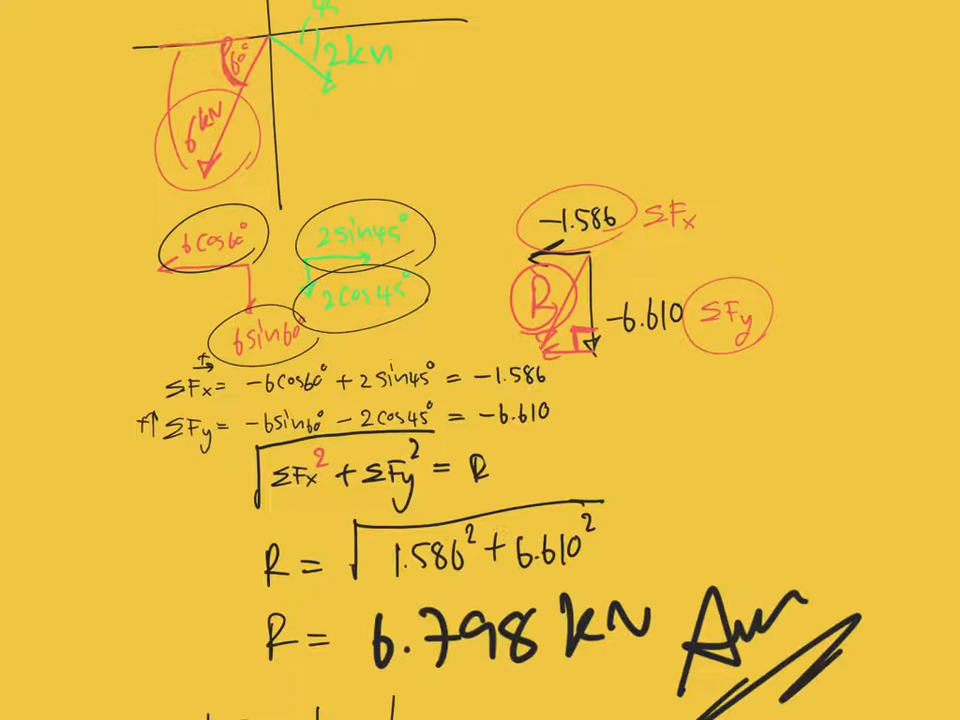 45
60°
2kN
6kN
6cos60°
2sin45°
-1.586 ΣFx
2cos45°
R
-6.610 ΣFy
6sin60
ΣFx= -6cos60° + 2sin45° = -1.586
+↑ ΣFy= -6sin60° - 2cos45° = -6.610
√ΣFx² + ΣFy² = R
R = √1.586² + 6.610²
R = 6.798 kN Ans